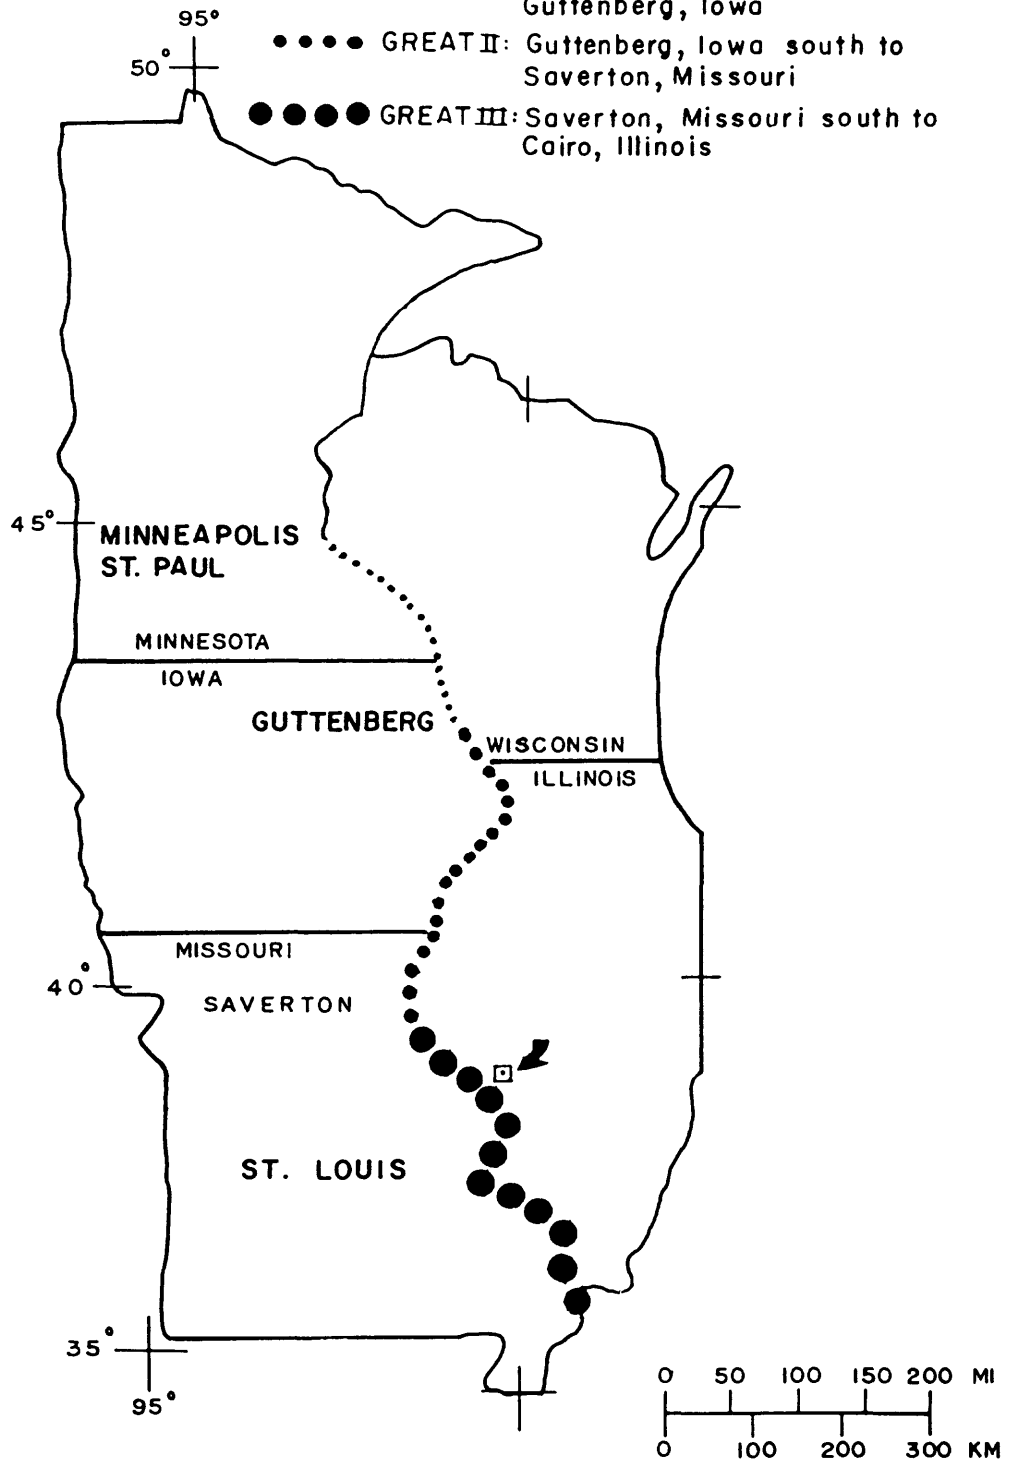 Guttenberg, Iowa
95°
GREAT II: Guttenberg, Iowa south to
50°
Saverton, Missouri
GREAT III: Saverton, Missouri south to
Cairo, Illinois
45°
MINNEAPOLIS
ST. PAUL
MINNESOTA
IOWA
GUTTENBERG
WISCONSIN
ILLINOIS
MISSOURI
40°
SAVERTON
ST. LOUIS
35°
95°
0 50 100 150 200 MI
0 100 200 300 KM